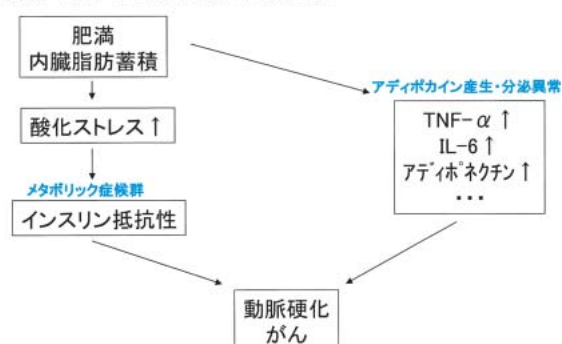 肥満
内臓脂肪蓄積
酸化ストレス↑
メタボリック症候群
インスリン抵抗性
アディポカイン産生・分泌異常
TNF-α↑
IL-6↑
ｱﾃﾞｨﾎﾟﾈｸﾁﾝ↑
・・・
動脈硬化
がん